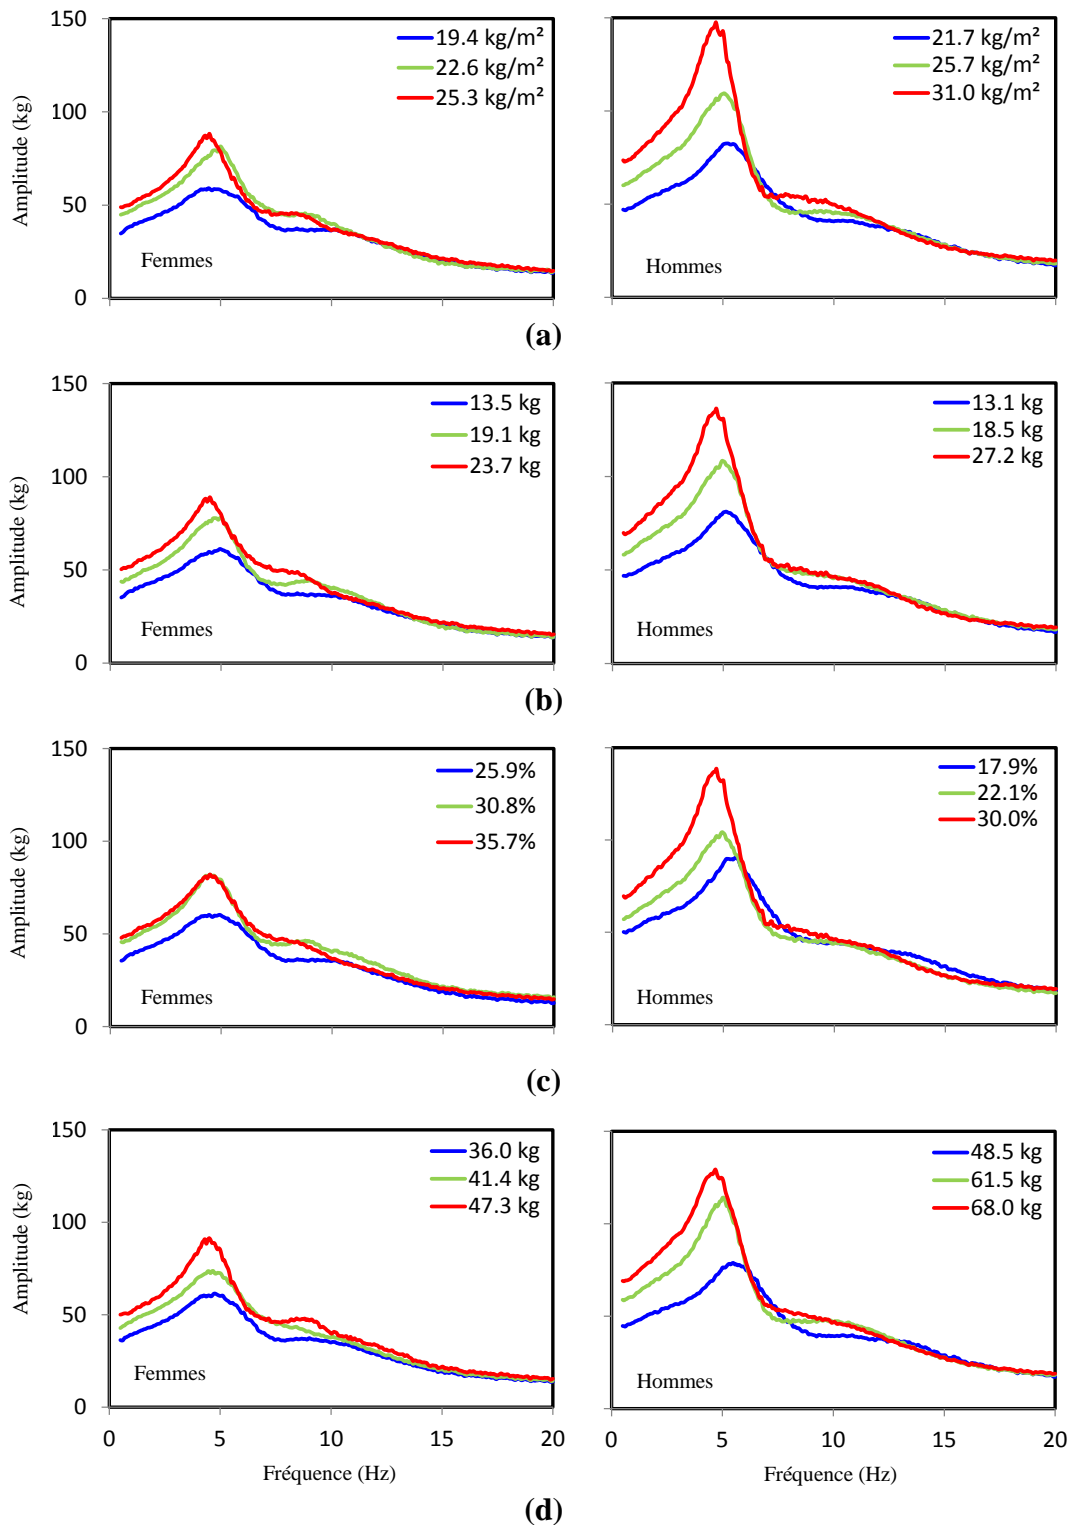 150
100
50
0
Amplitude (kg)
19.4 kg/m²
22.6 kg/m²
25.3 kg/m²
Femmes
21.7 kg/m²
25.7 kg/m²
31.0 kg/m²
Hommes
(a)
150
100
50
0
Amplitude (kg)
13.5 kg
19.1 kg
23.7 kg
Femmes
13.1 kg
18.5 kg
27.2 kg
Hommes
(b)
150
100
50
0
Amplitude (kg)
25.9%
30.8%
35.7%
Femmes
17.9%
22.1%
30.0%
Hommes
(c)
150
100
50
0
Amplitude (kg)
36.0 kg
41.4 kg
47.3 kg
Femmes
0 5 10 15 20
Fréquence (Hz)
48.5 kg
61.5 kg
68.0 kg
Hommes
0 5 10 15 20
Fréquence (Hz)
(d)